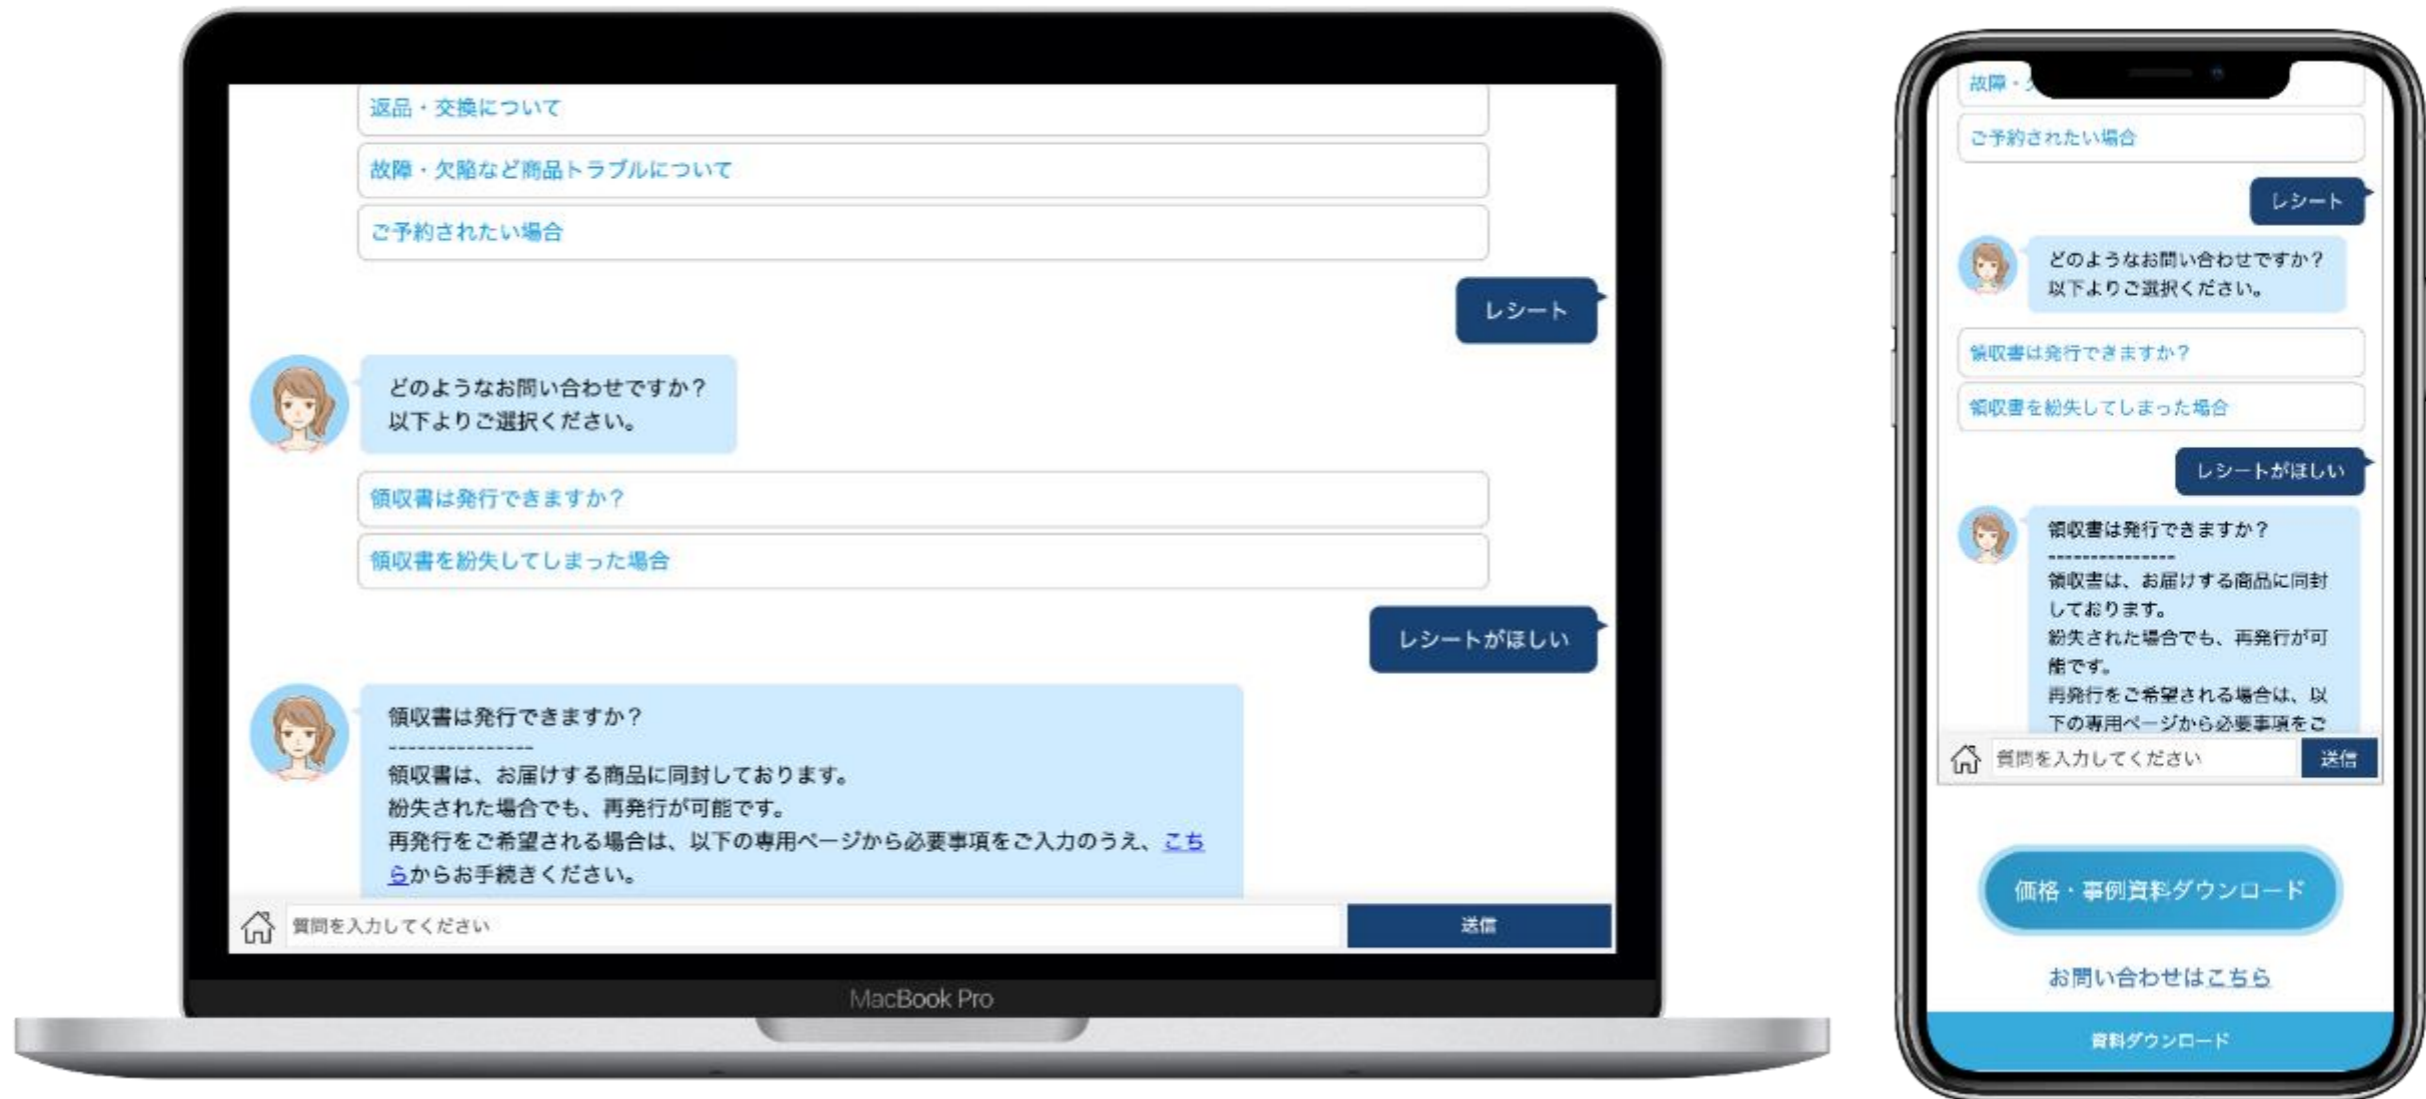 返品・交換について
故障・欠陥など商品トラブルについて
ご予約されたい場合
レシート
どのようなお問い合わせですか？
以下よりご選択ください。
領収書は発行できますか？
領収書を紛失してしまった場合
レシートがほしい
領収書は発行できますか？
---------------
領収書は、お届けする商品に同封しております。
紛失された場合でも、再発行が可能です。
再発行をご希望される場合は、以下の専用ページから必要事項をご入力のうえ、こち
らからお手続きください。
質問を入力してください
送信
MacBook Pro
故障・
ご予約されたい場合
レシート
どのようなお問い合わせですか？
以下よりご選択ください。
領収書は発行できますか？
領収書を紛失してしまった場合
レシートがほしい
領収書は発行できますか？
---------------
領収書は、お届けする商品に同封
しております。
紛失された場合でも、再発行が可
能です。
再発行をご希望される場合は、以
下の専用ページから必要事項をご
質問を入力してください
送信
価格・事例資料ダウンロード
お問い合わせはこちら
資料ダウンロード